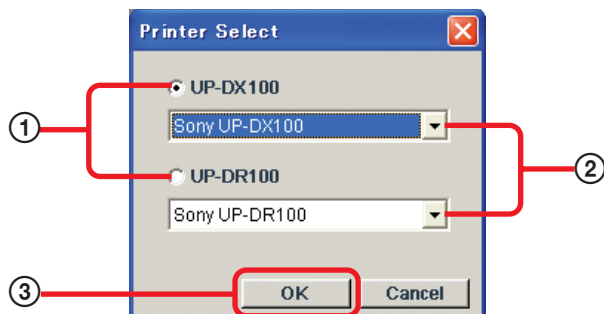 Printer Select
① UP-DX100
Sony UP-DX100
②
UP-DR100
Sony UP-DR100
③ OK Cancel